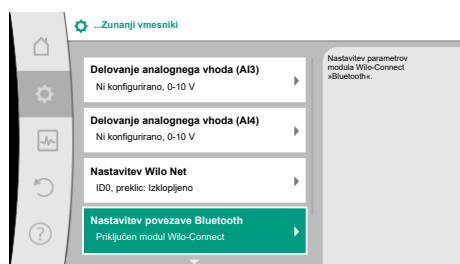 ...Zunanji vmesniki
Delovanje analognega vhoda (AI3)
Ni konfigurirano, 0-10 V
Delovanje analognega vhoda (AI4)
Ni konfigurirano, 0-10 V
Nastavitev Wilo Net
ID0, preklic: Izklopljeno
Nastavitev povezave Bluetooth
Priključen modul Wilo-Connect
Nastavitev parametrov
modula Wilo-Connect
»Bluetooth«.